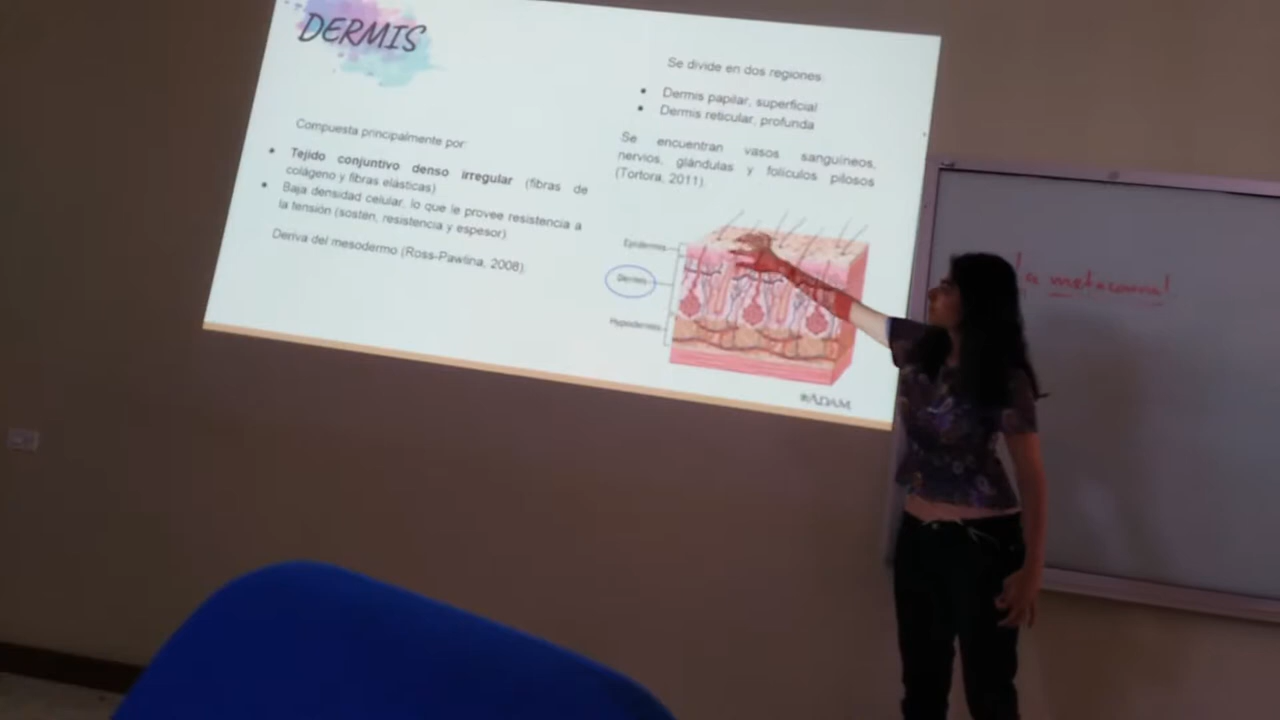 DERMIS
Compuesta principalmente por:
● Tejido conjuntivo denso irregular (fibras de
colágeno y fibras elásticas)
● Baja densidad celular, lo que le provee resistencia a
la tensión (sostén, resistencia y espesor)
Deriva del mesodermo (Ross-Pawlina, 2008).
Se divide en dos regiones
● Dermis papilar, superficial
● Dermis reticular, profunda
Se encuentran vasos sanguíneos,
nervios, glándulas y folículos pilosos
(Tortora, 2011).
Epidermis
Dermis
Hypodermis
ADAM
la metacomal